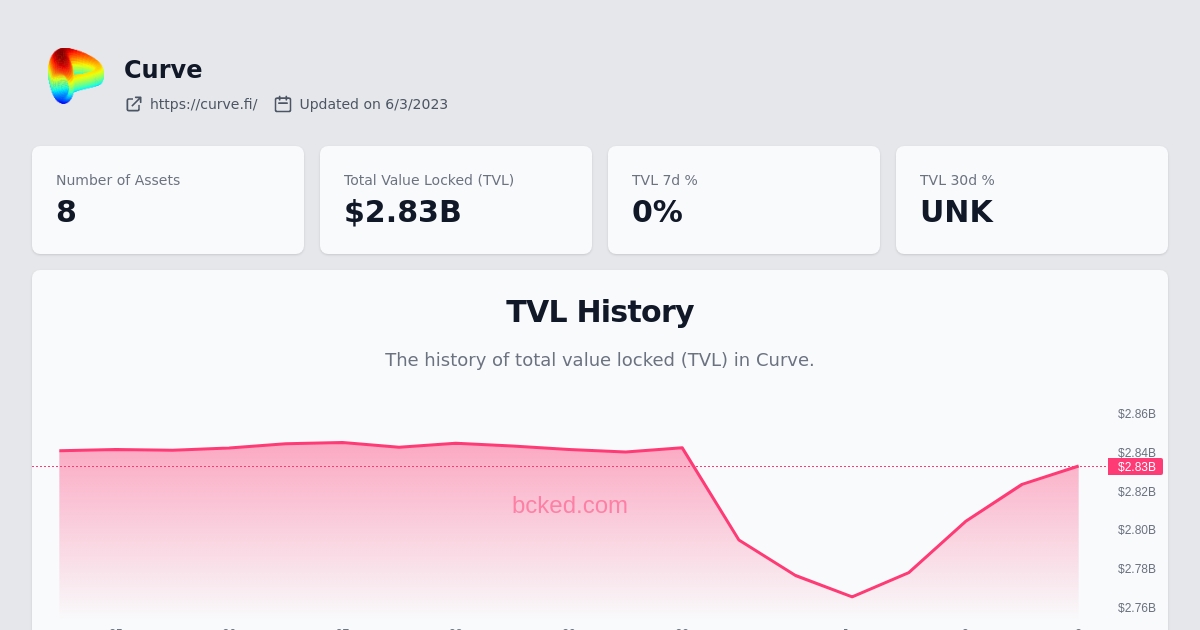 Curve
https://curve.fi/ Updated on 6/3/2023
Number of Assets
8
Total Value Locked (TVL)
$2.83B
TVL 7d %
0%
TVL 30d %
UNK
TVL History
The history of total value locked (TVL) in Curve.
$2.86B
$2.84B
$2.83B
$2.82B
bcked.com
$2.80B
$2.78B
$2.76B